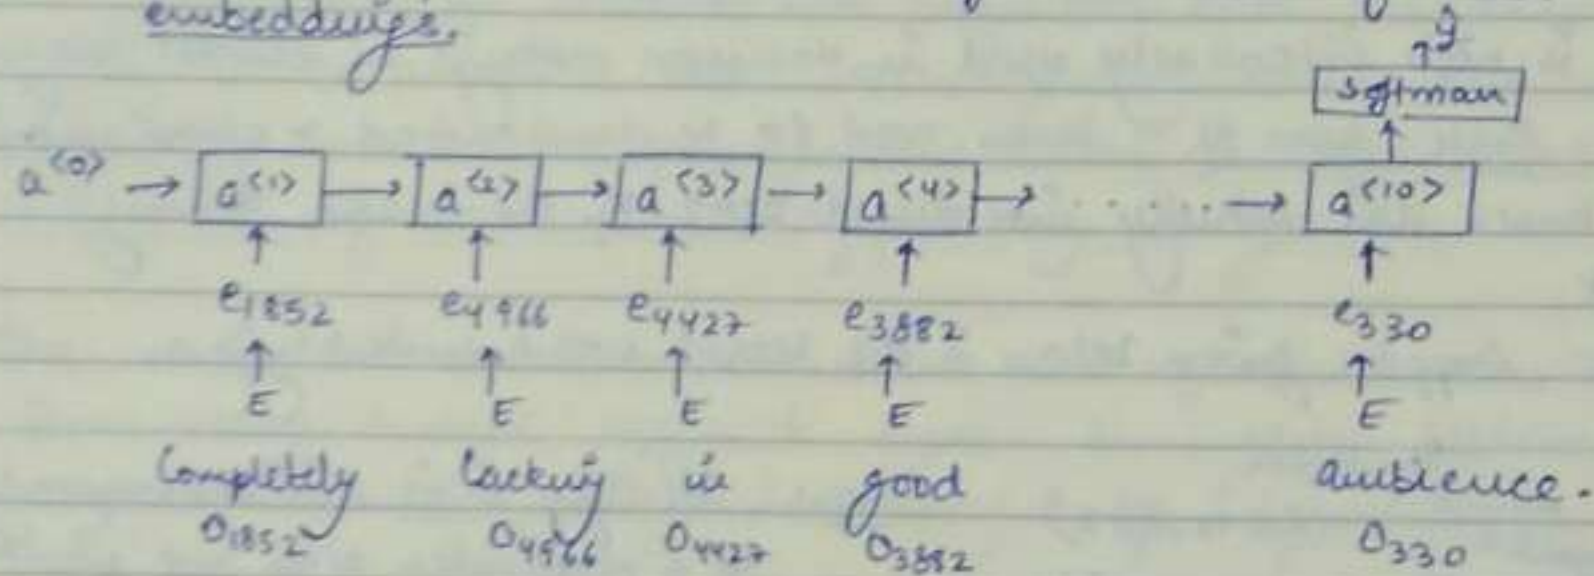 embeddings.
ŷ
softmax
a<0> → a<1> → a<2> → a<3> → a<4> → ..... → a<10>
e1852 e4966 e4427 e3882 e330
E E E E E
Completely lacking in good ambience.
O1852 O4966 O4427 O3882 O330